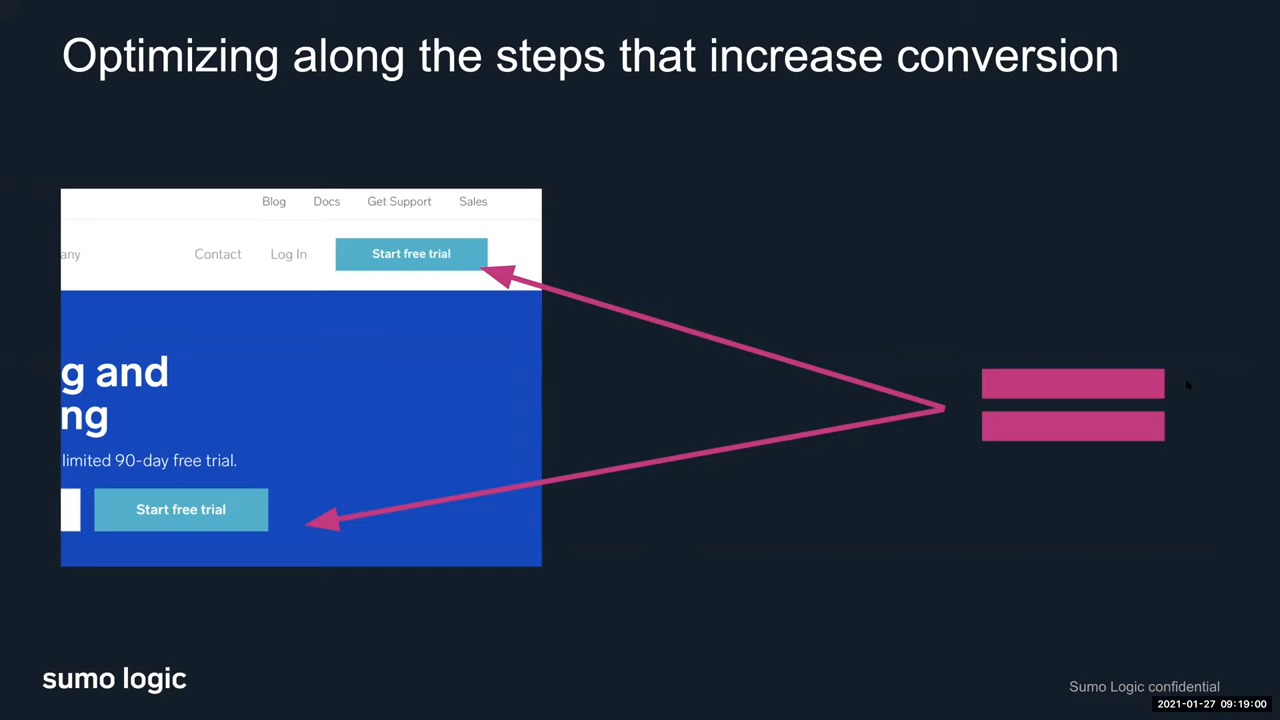 Optimizing along the steps that increase conversion
Blog Docs Get Support Sales
any Contact Log In Start free trial
g and
ng
limited 90-day free trial.
Start free trial
sumo logic
Sumo Logic confidential
2021-01-27 09:19:00